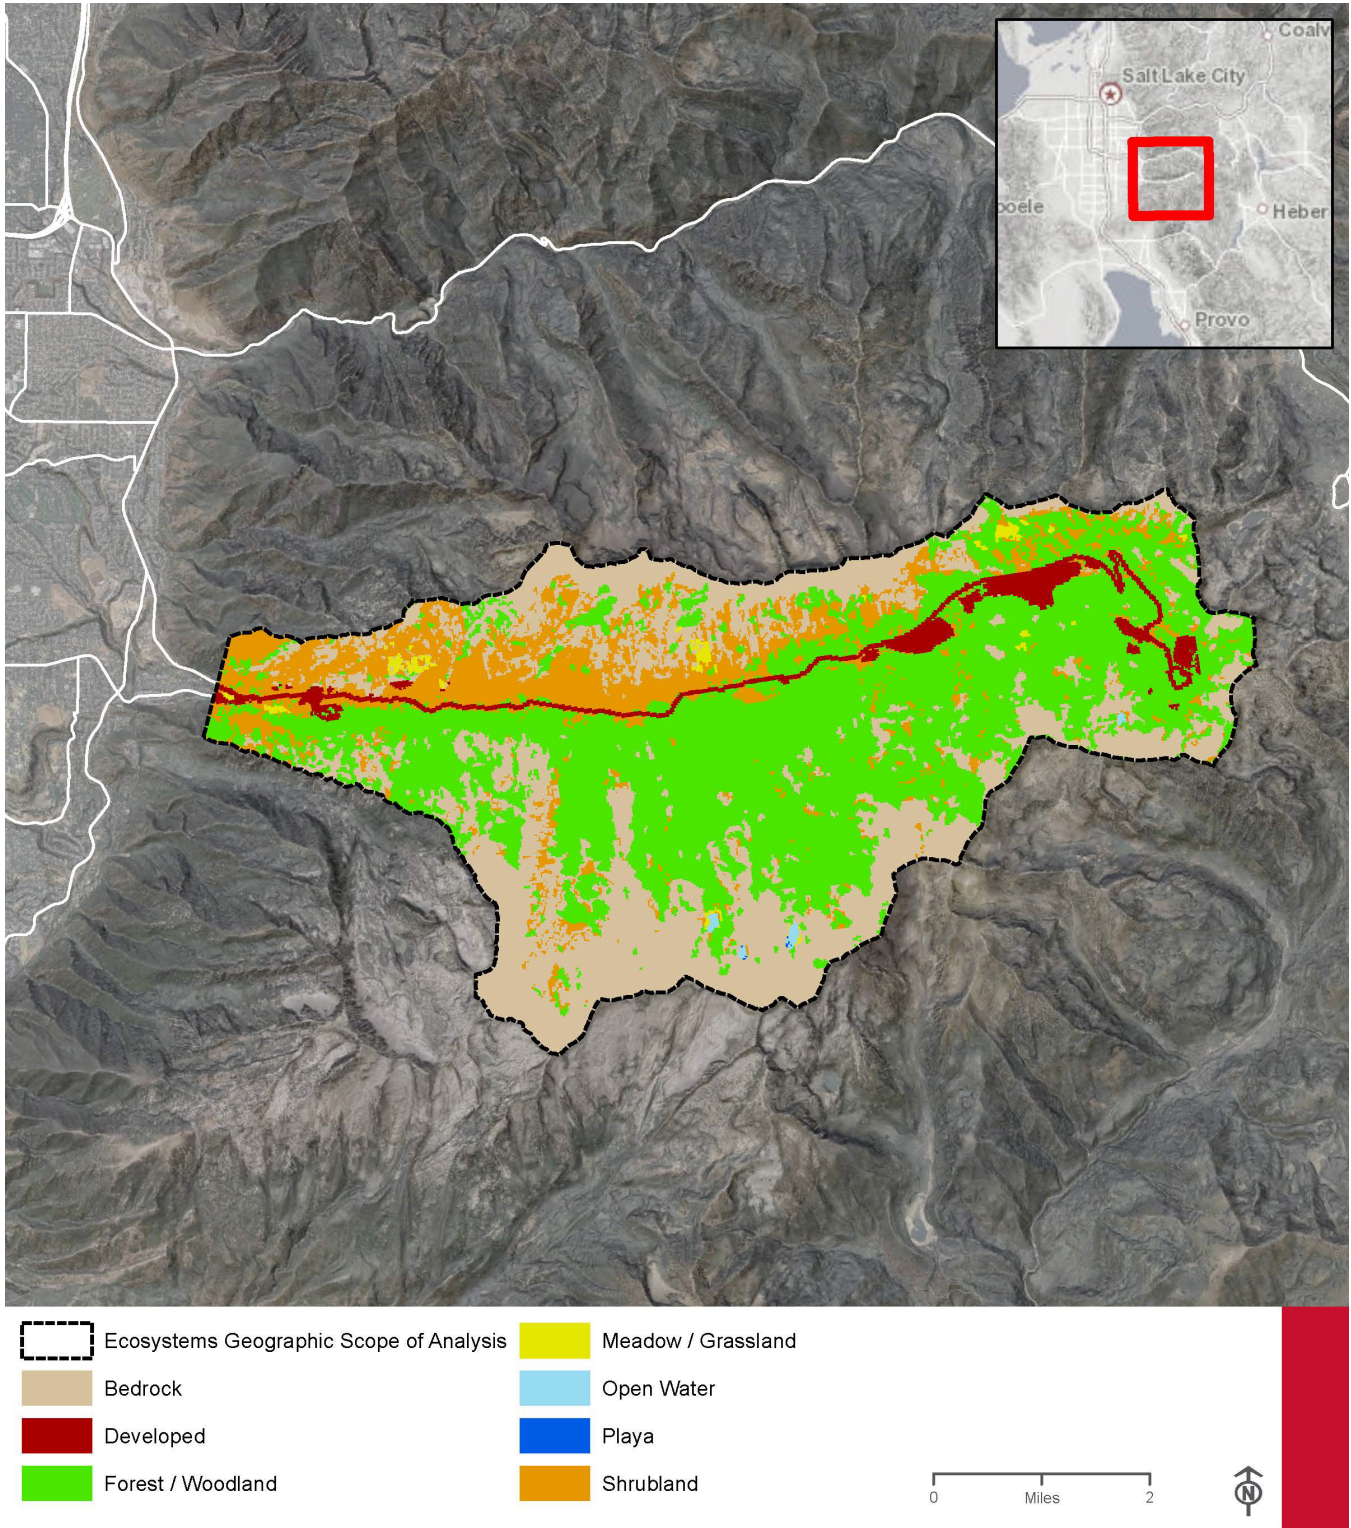 Coalv
Salt Lake City
ooele
Heber
Provo
Ecosystems Geographic Scope of Analysis
Bedrock
Developed
Forest / Woodland
Meadow / Grassland
Open Water
Playa
Shrubland
0 Miles 2
N